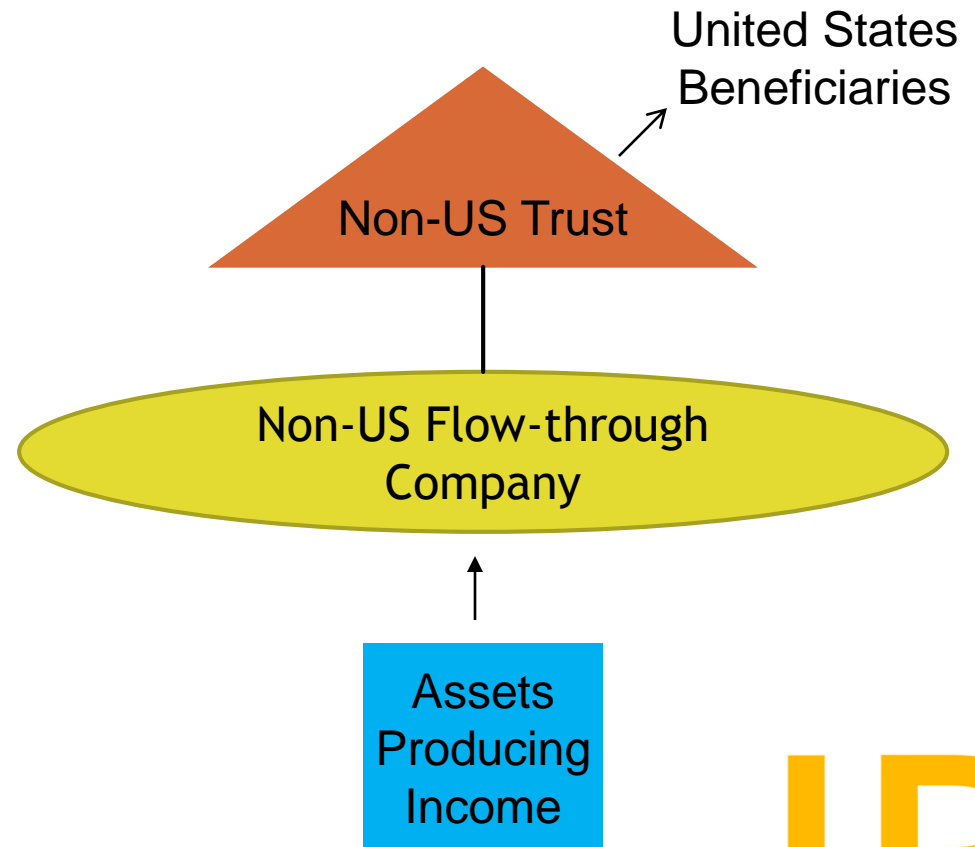 United States
Beneficiaries
Non-US Trust
Non-US Flow-through
Company
Assets
Producing
Income